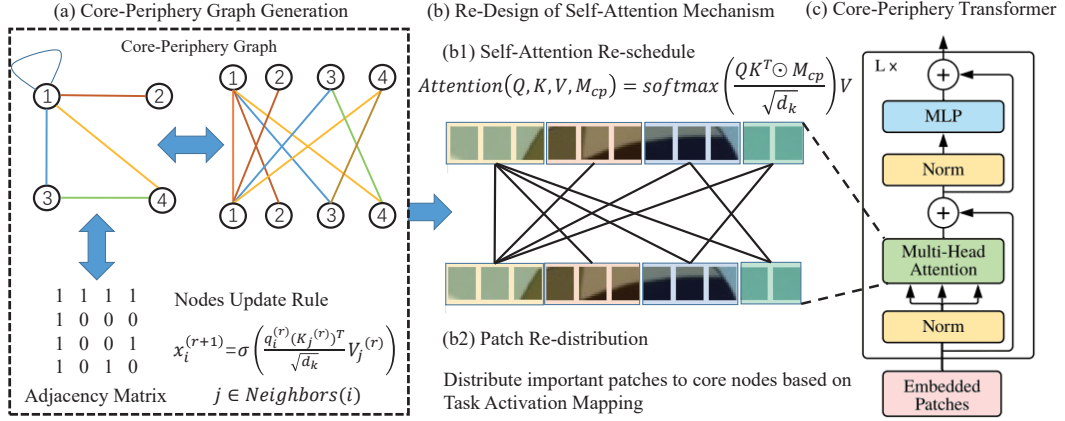 (a) Core-Periphery Graph Generation
Core-Periphery Graph
1
2
3
4
1 2 3 4
1 2 3 4
1 1 1 1
1 0 0 0
1 0 0 1
1 0 1 0
Adjacency Matrix
Nodes Update Rule
x_i^{(r+1)}=σ(q_i^{(r)}(K_j^{(r)})^T/√d_k V_j^{(r)})
j ∈ Neighbors(i)
(b) Re-Design of Self-Attention Mechanism
(b1) Self-Attention Re-schedule
Attention(Q, K, V, M_{cp}) = softmax(QK^T ⊙ M_{cp}/√d_k)V
(b2) Patch Re-distribution
Distribute important patches to core nodes based on
Task Activation Mapping
(c) Core-Periphery Transformer
L ×
+
MLP
Norm
+
Multi-Head
Attention
Norm
Embedded
Patches